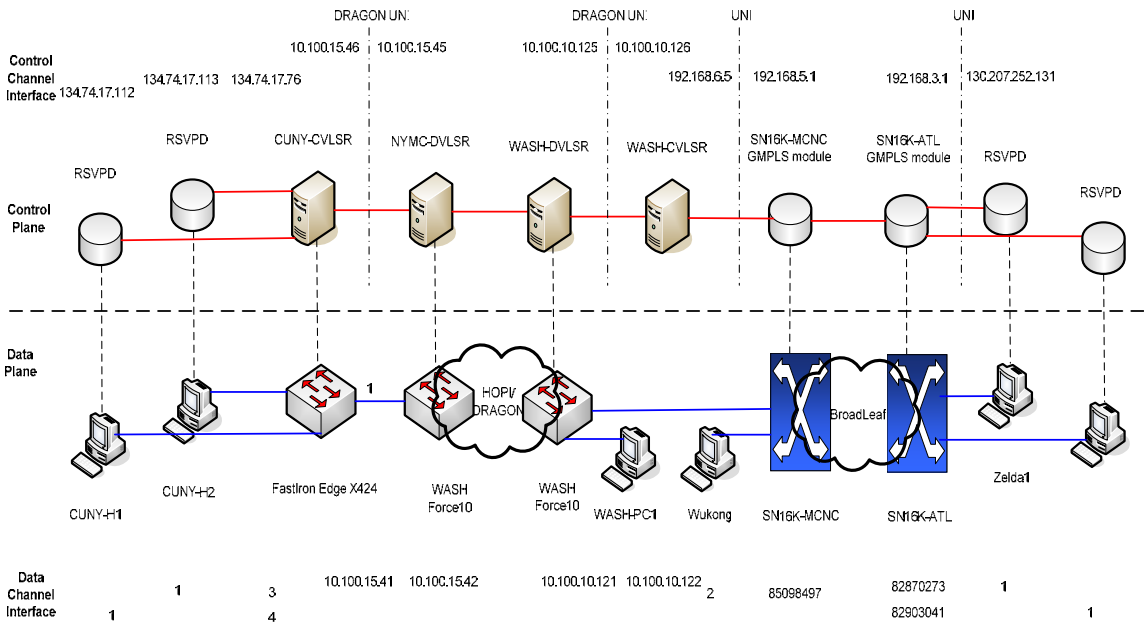 DRAGON UNI DRAGON UNI UNI UNI
10.100.15.46 10.100.15.45 10.100.10.125 10.100.10.126
Control
Channel
Interface
134.74.17.112 134.74.17.113 134.74.17.76 192.168.6.5 192.168.5.1 192.168.3.1 130.207.252.131
RSVPD
RSVPD
CUNY-CVLSR
NYMC-DVLSR
WASH-DVLSR
WASH-CVLSR
SN16K-MCNC
GMPLS module
SN16K-ATL
GMPLS module
RSVPD
RSVPD
Control
Plane
Data
Plane
1
HOPI/
DRAGON
BroadLeaf
CUNY-H1
CUNY-H2
FastIron Edge X424
WASH
Force10
WASH
Force10
WASH-PC1
Wukong
SN16K-MCNC
SN16K-ATL
Zelda1
Data
Channel
Interface
1 3 10.100.15.41 10.100.15.42 10.100.10.121 10.100.10.122 2 85098497 82870273 1
1 4 82903041 1